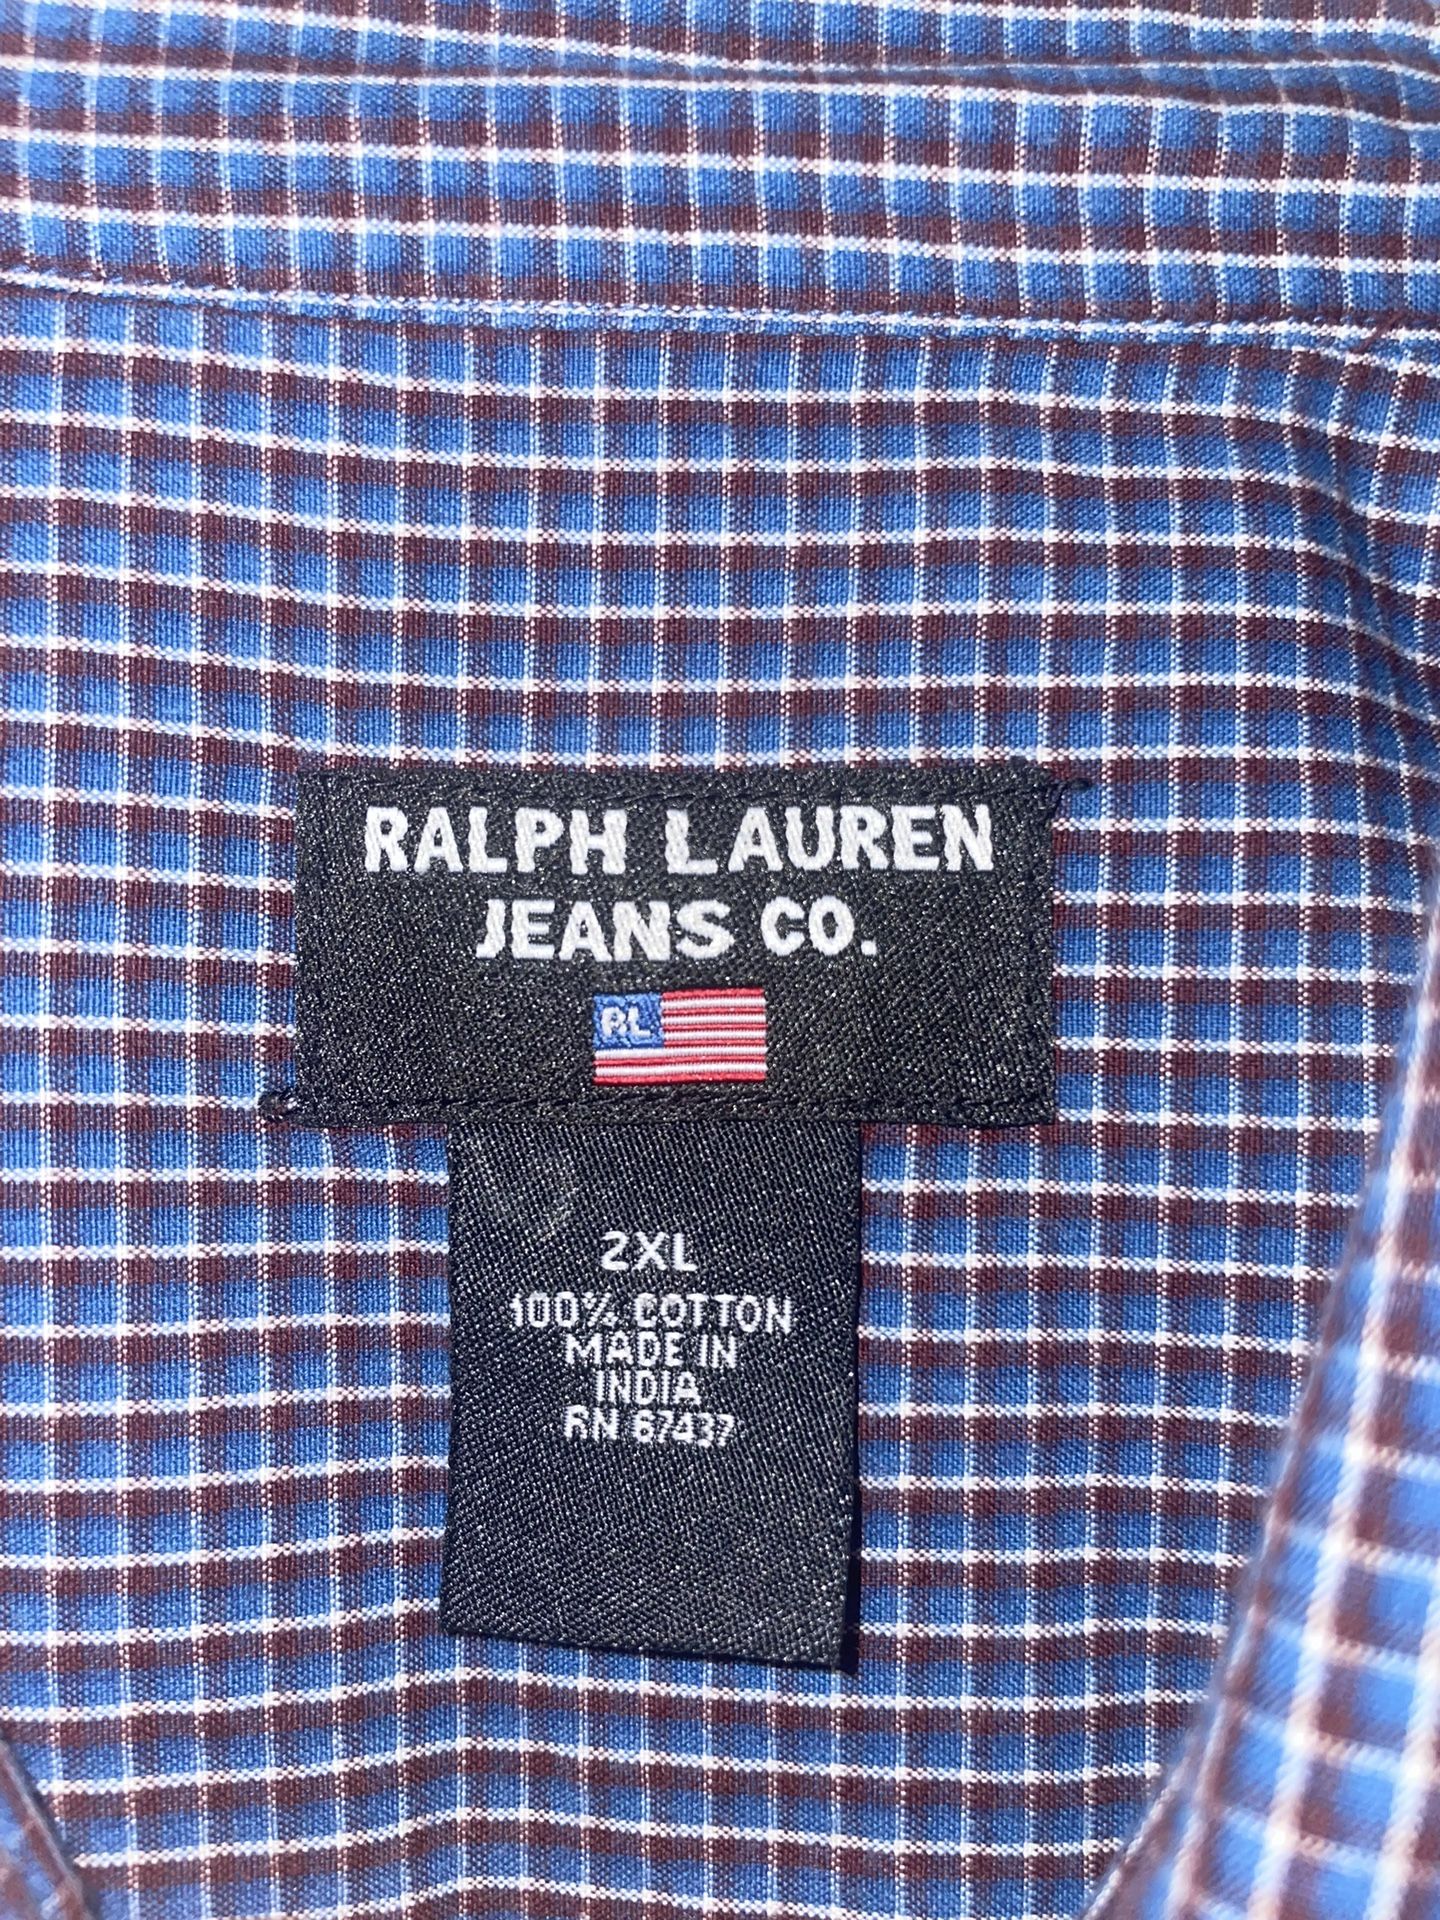 RALPH LAUREN
JEANS CO.
RL
2XL
100% COTTON
MADE IN
INDIA
RN 67437